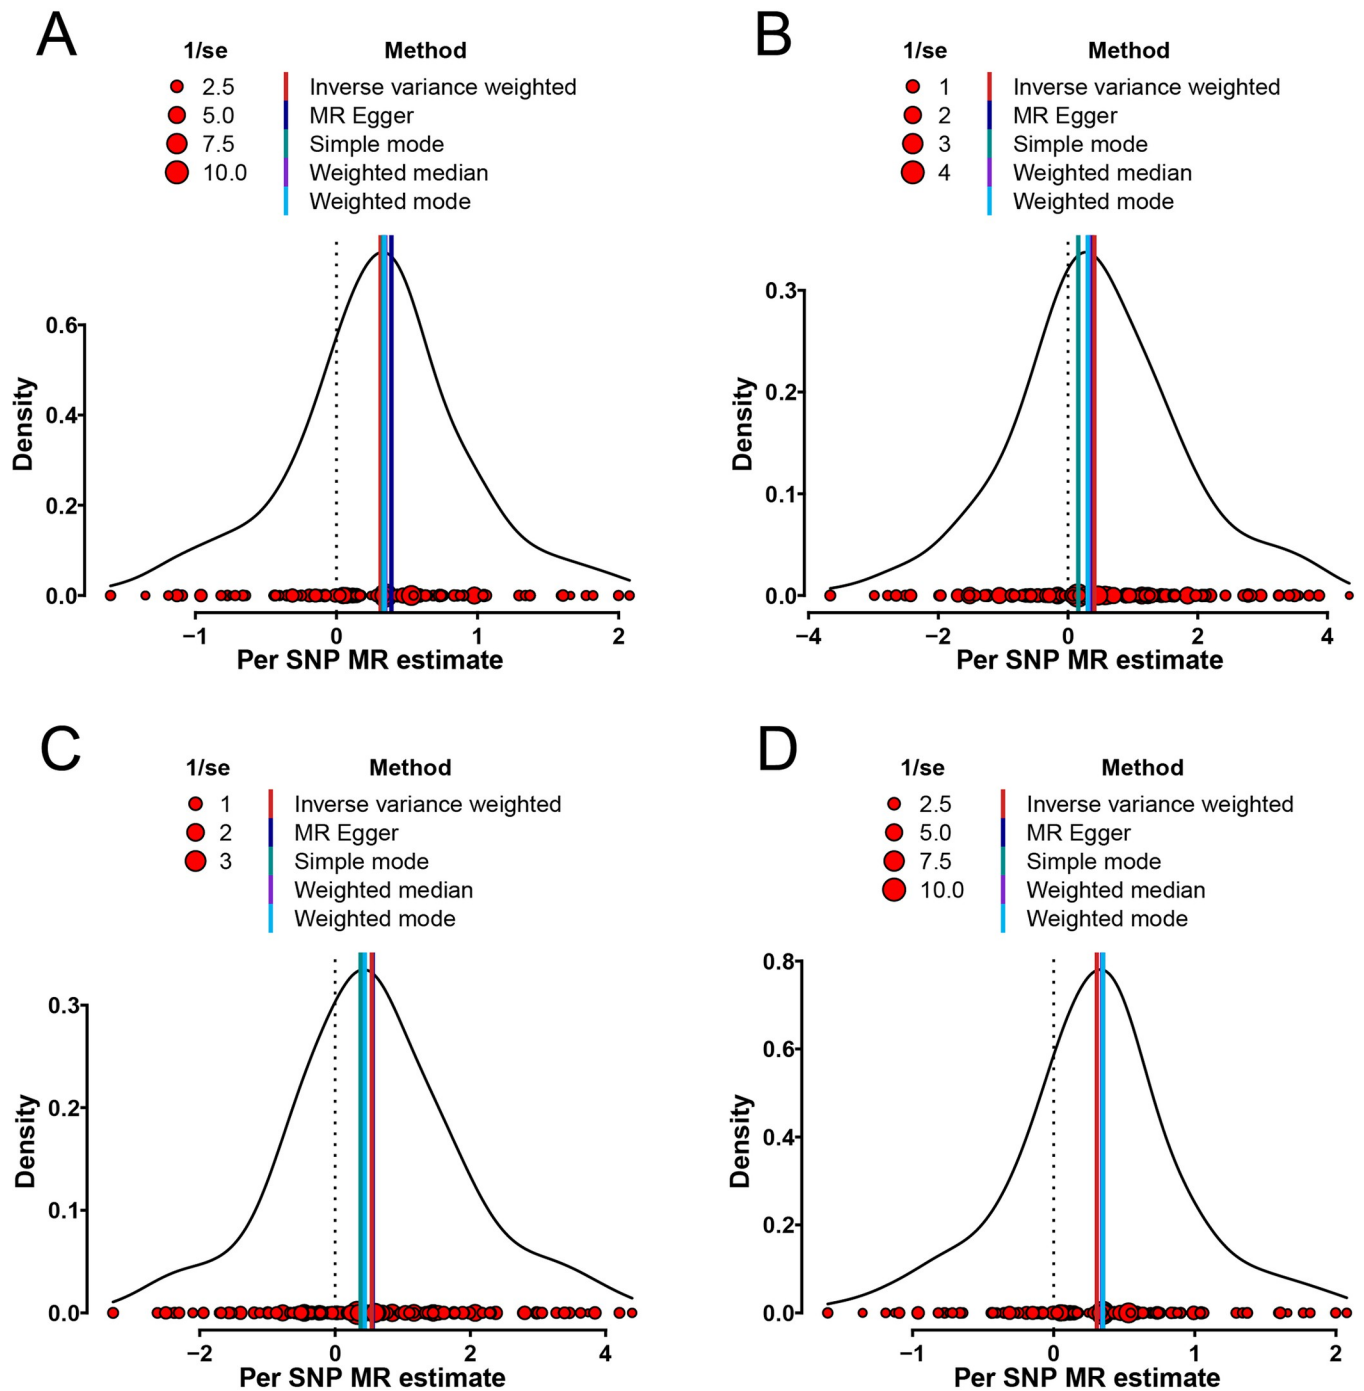 A
1/se
Method
2.5
5.0
7.5
10.0
Inverse variance weighted
MR Egger
Simple mode
Weighted median
Weighted mode
Density
0.6
0.4
0.2
0.0
−1
0
1
2
Per SNP MR estimate
B
1/se
Method
1
2
3
4
Inverse variance weighted
MR Egger
Simple mode
Weighted median
Weighted mode
Density
0.3
0.2
0.1
0.0
−4
−2
0
2
4
Per SNP MR estimate
C
1/se
Method
1
2
3
Inverse variance weighted
MR Egger
Simple mode
Weighted median
Weighted mode
Density
0.3
0.2
0.1
0.0
−2
0
2
4
Per SNP MR estimate
D
1/se
Method
2.5
5.0
7.5
10.0
Inverse variance weighted
MR Egger
Simple mode
Weighted median
Weighted mode
Density
0.8
0.6
0.4
0.2
0.0
−1
0
1
2
Per SNP MR estimate